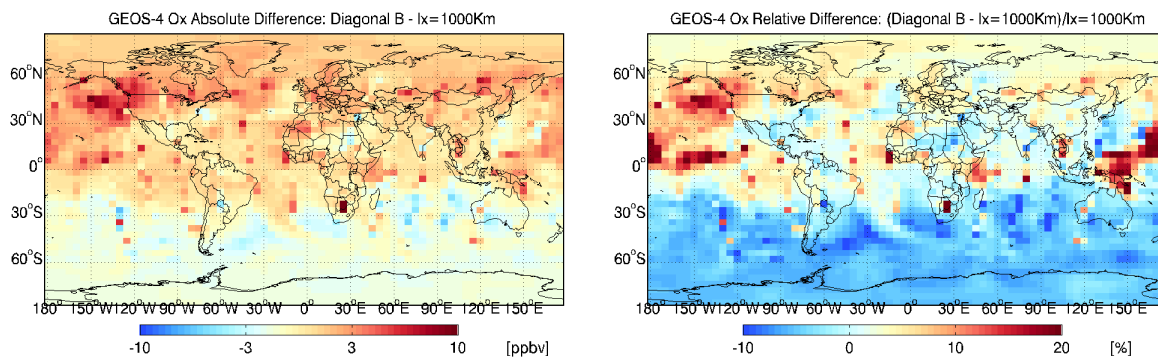 GEOS-4 Ox Absolute Difference: Diagonal B - lx=1000Km
60°N
30°N
0°
30°S
60°S
180° 150°W 120°W 90°W 60°W 30°W 0° 30°E 60°E 90°E 120°E 150°E
-10 -3 3 10 [ppbv]
GEOS-4 Ox Relative Difference: (Diagonal B - lx=1000Km)/lx=1000Km
60°N
30°N
0°
30°S
60°S
180° 150°W 120°W 90°W 60°W 30°W 0° 30°E 60°E 90°E 120°E 150°E
-10 0 10 20 [%]